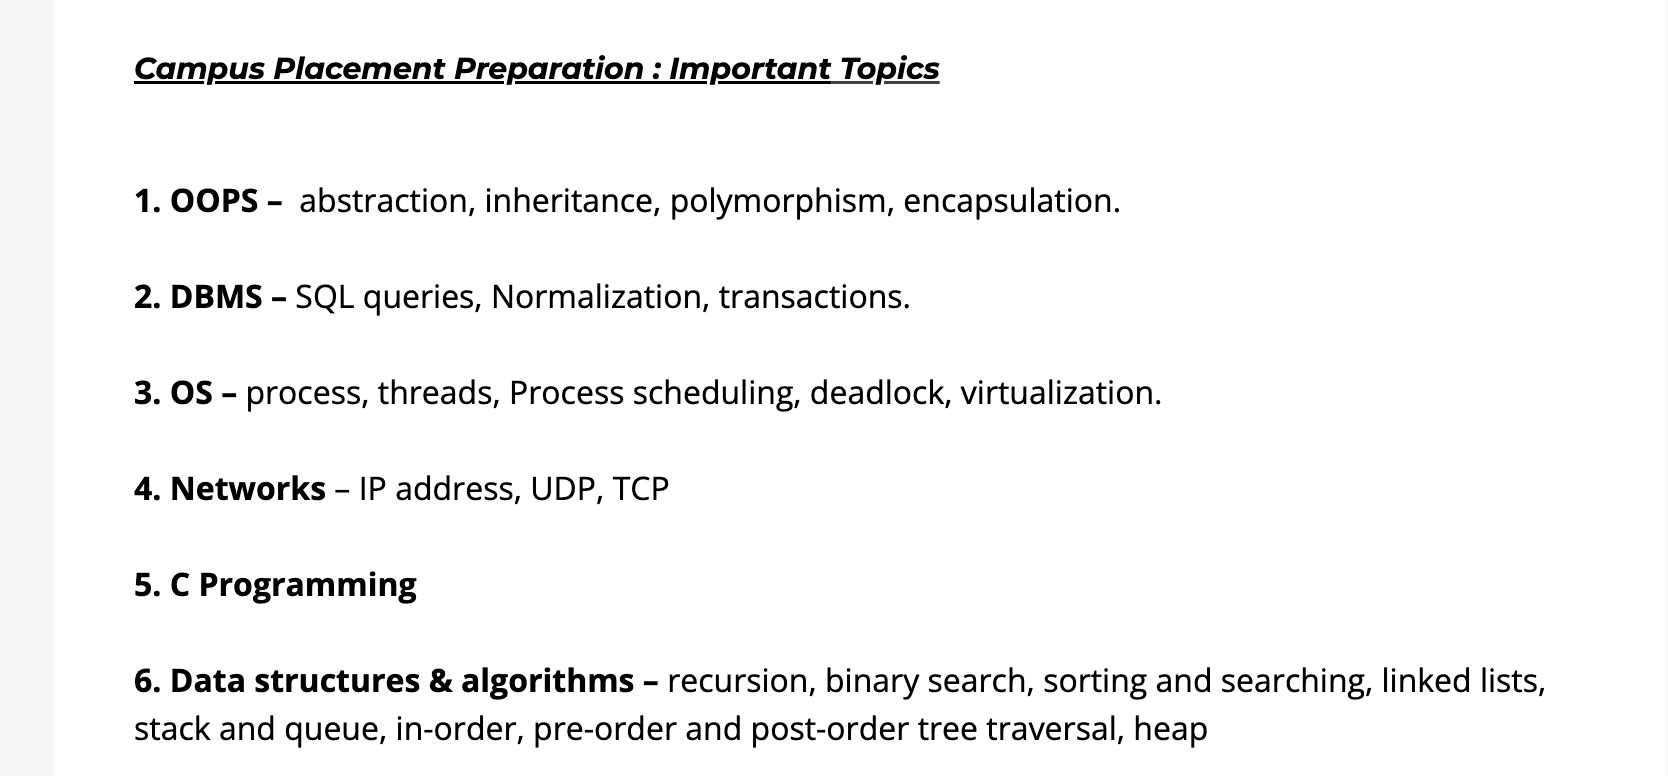 Campus Placement Preparation : Important Topics
1. OOPS –  abstraction, inheritance, polymorphism, encapsulation.
2. DBMS – SQL queries, Normalization, transactions.
3. OS – process, threads, Process scheduling, deadlock, virtualization.
4. Networks – IP address, UDP, TCP
5. C Programming
6. Data structures & algorithms – recursion, binary search, sorting and searching, linked lists,
stack and queue, in-order, pre-order and post-order tree traversal, heap